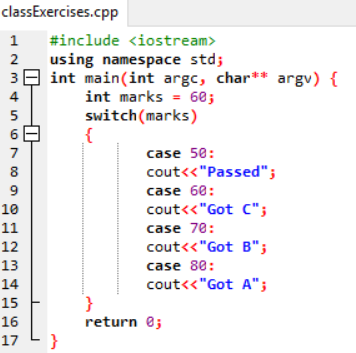 classExercises.cpp
1 #include <iostream>
2 using namespace std;
3 int main(int argc, char** argv) {
4 int marks = 60;
5 switch(marks)
6 {
7 case 50:
8 cout<<"Passed";
9 case 60:
10 cout<<"Got C";
11 case 70:
12 cout<<"Got B";
13 case 80:
14 cout<<"Got A";
15 }
16 return 0;
17 }